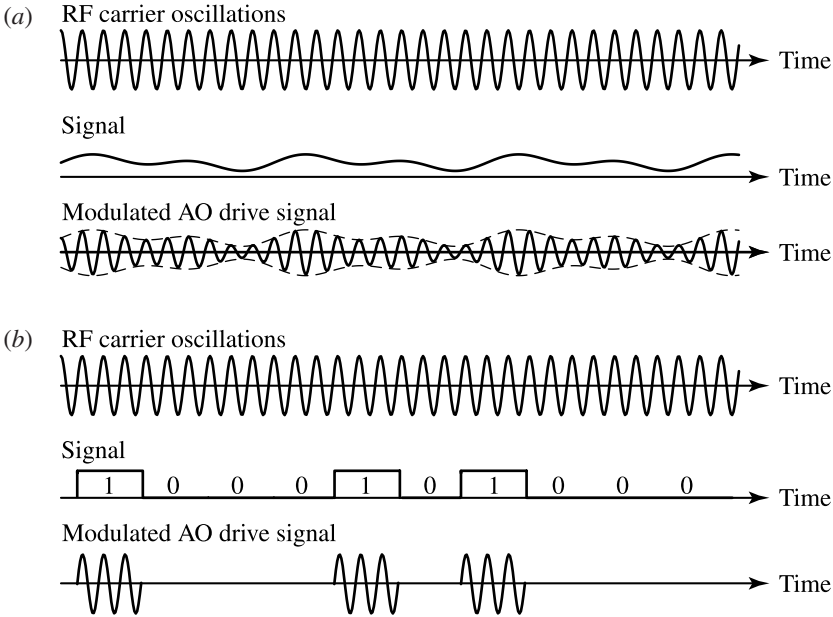 (a) RF carrier oscillations
Time
Signal
Time
Modulated AO drive signal
Time
(b) RF carrier oscillations
Time
Signal
1 0 0 0 1 0 1 0 0 0 Time
Modulated AO drive signal
Time